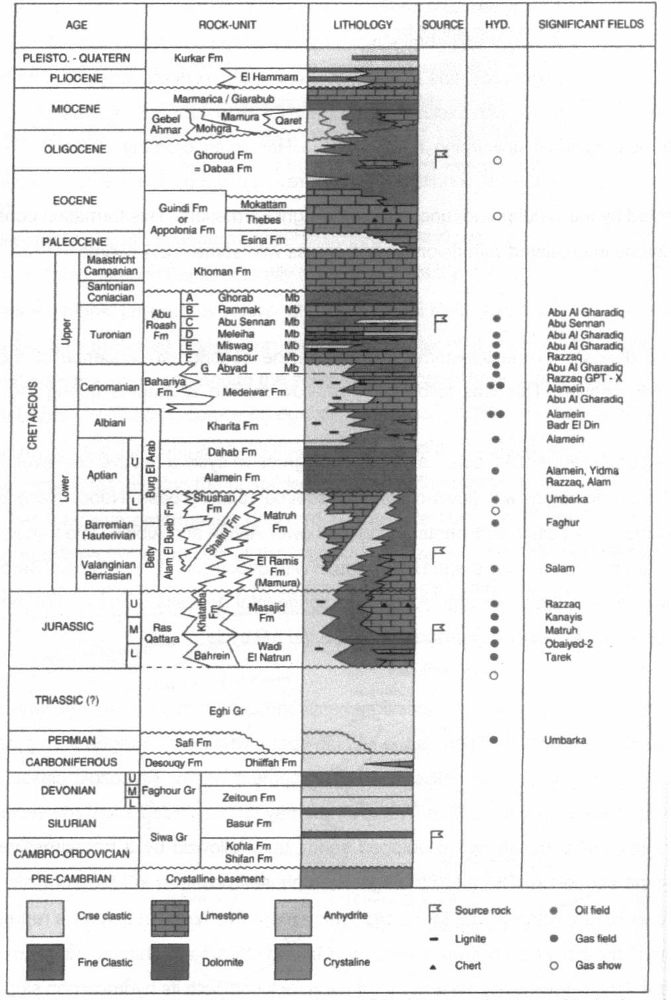 AGE ROCK-UNIT LITHOLOGY SOURCE HYD. SIGNIFICANT FIELDS
PLEISTO. - QUATERN Kurkar Fm
PLIOCENE El Hammam
MIOCENE Marmarica / Giarabub
Gebel Ahmar Mohgra Mamura Qaret
OLIGOCENE Ghoroud Fm
= Dabaa Fm
EOCENE Guindi Fm
or
Appolonia Fm
Mokattam
Thebes
PALEOCENE Esina Fm
CRETACEOUS
Upper
Maastricht
Campanian
Khoman Fm
Santonian
Coniacian
Turonian
Abu
Roash
Fm
A Ghorab Mb
B Rammak Mb
C Abu Sennan Mb
D Meleiha Mb
E Miswag Mb
F Mansour Mb
G Abyad Mb
Abu Al Gharadiq
Abu Sennan
Abu Al Gharadiq
Abu Al Gharadiq
Razzaq
Abu Al Gharadiq
Razzaq GPT - X
Alamein
Abu Al Gharadiq
Cenomanian Bahariya
Fm
Medeiwar Fm
Lower
Albiani Kharita Fm
Alamein
Badr El Din
Alamein
Burg El Arab
Dahab Fm
Aptian U
L
Alamein Fm
Alamein, Yidma
Razzaq, Alam
Betty
Alam El Bueib Fm
Shushan
Fm
Shaltut Fm
Matruh
Fm
Umbarka
Barremian
Hauterivian
Faghur
Valanginian
Berriasian
El Ramis
Fm
(Mamura)
Salam
JURASSIC
U
M
L
Ras
Qattara
Khatatba
Fm
Masajid
Fm
Bahrein
Wadi
El Natrun
Razzaq
Kanayis
Matruh
Obaiyed-2
Tarek
TRIASSIC (?) Eghi Gr
PERMIAN Safi Fm Umbarka
CARBONIFEROUS Desouqy Fm Dhiifah Fm
DEVONIAN
U
M
L
Faghour Gr
Zeitoun Fm
SILURIAN Siwa Gr Basur Fm
CAMBRO-ORDOVICIAN Kohla Fm
Shifan Fm
PRE-CAMBRIAN Crystalline basement
Crse clastic Limestone Anhydrite Source rock Oil field
Lignite Gas field
Fine Clastic Dolomite Crystaline Chert Gas show